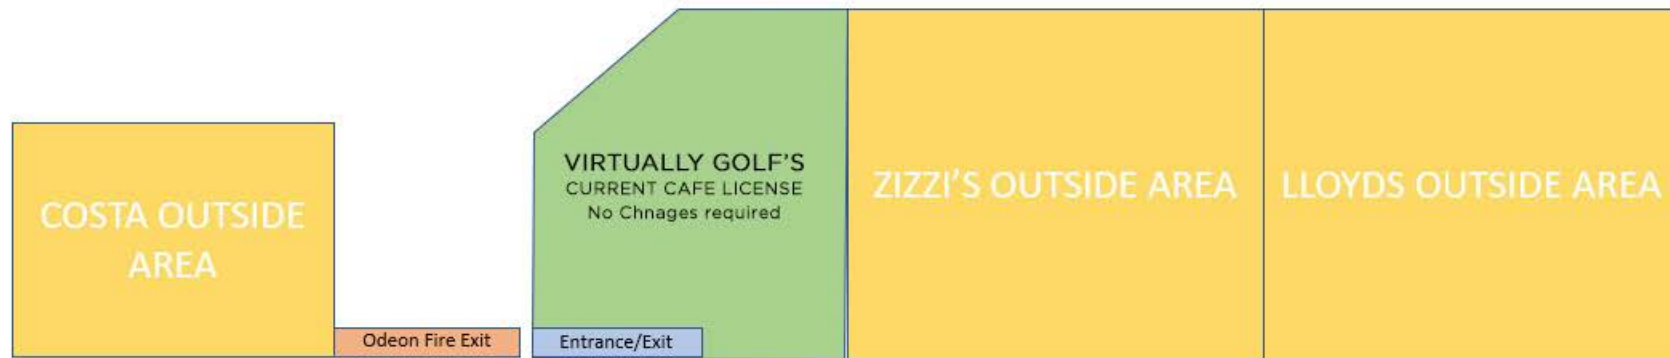 COSTA OUTSIDE
AREA
Odeon Fire Exit
VIRTUALLY GOLF'S
CURRENT CAFE LICENSE
No Chnages required
Entrance/Exit
ZIZZI'S OUTSIDE AREA
LLOYDS OUTSIDE AREA